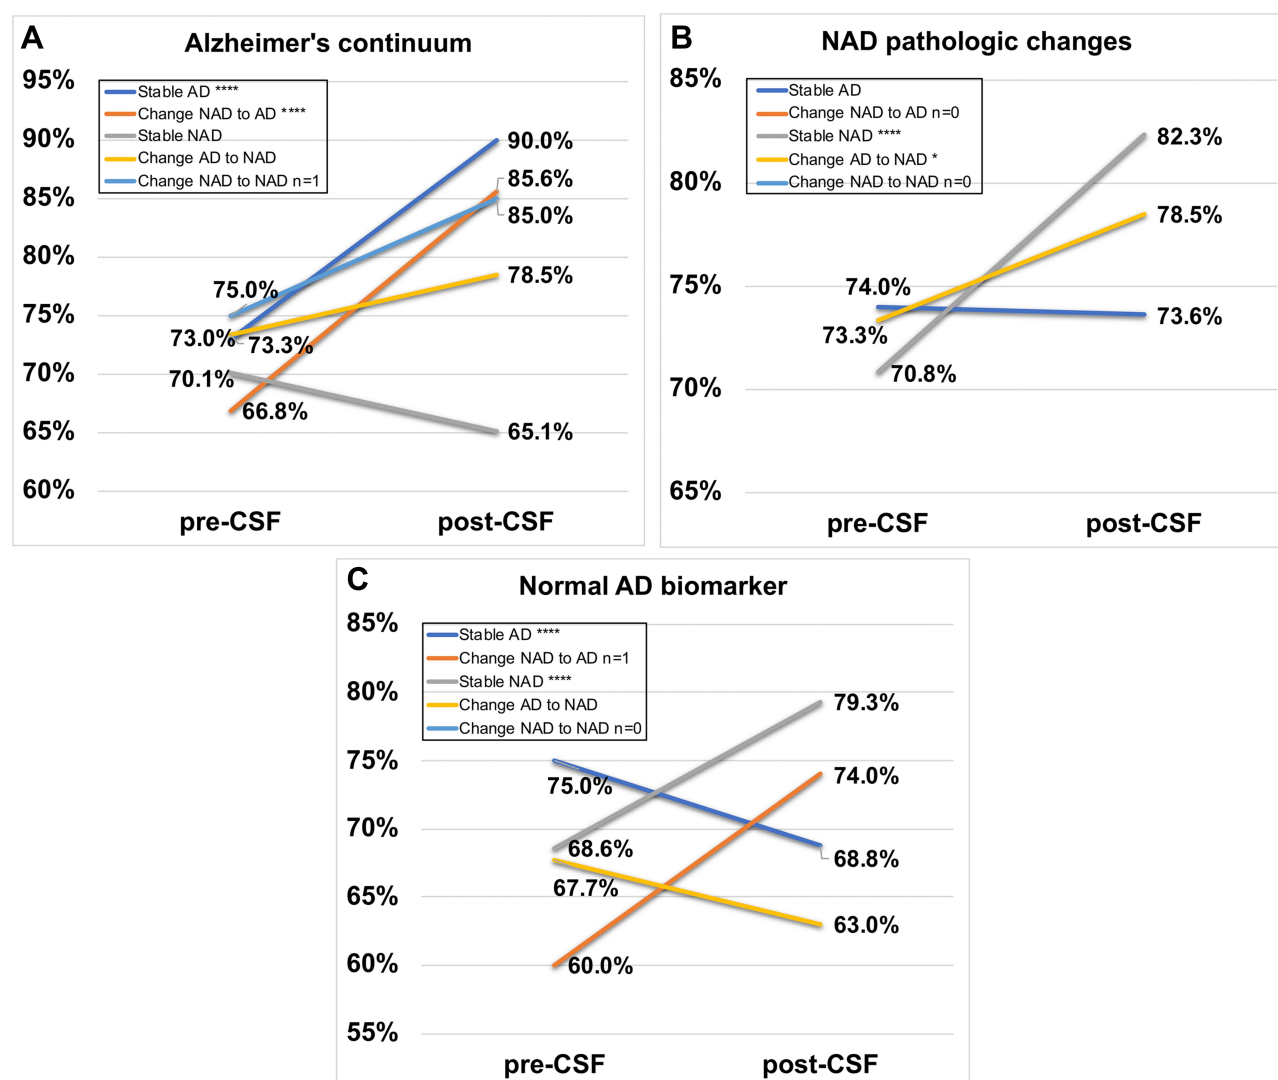 A
Alzheimer's continuum
95%
90%
85%
80%
75%
70%
65%
60%
Stable AD ****
Change NAD to AD ****
Stable NAD
Change AD to NAD
Change NAD to NAD n=1
90.0%
85.6%
85.0%
78.5%
75.0%
73.0%
73.3%
70.1%
66.8%
65.1%
pre-CSF
post-CSF
B
NAD pathologic changes
85%
80%
75%
70%
65%
Stable AD
Change NAD to AD n=0
Stable NAD ****
Change AD to NAD *
Change NAD to NAD n=0
82.3%
78.5%
74.0%
73.3%
73.6%
70.8%
pre-CSF
post-CSF
C
Normal AD biomarker
85%
80%
75%
70%
65%
60%
55%
Stable AD ****
Change NAD to AD n=1
Stable NAD ****
Change AD to NAD
Change NAD to NAD n=0
79.3%
74.0%
75.0%
68.6%
68.8%
67.7%
63.0%
60.0%
pre-CSF
post-CSF